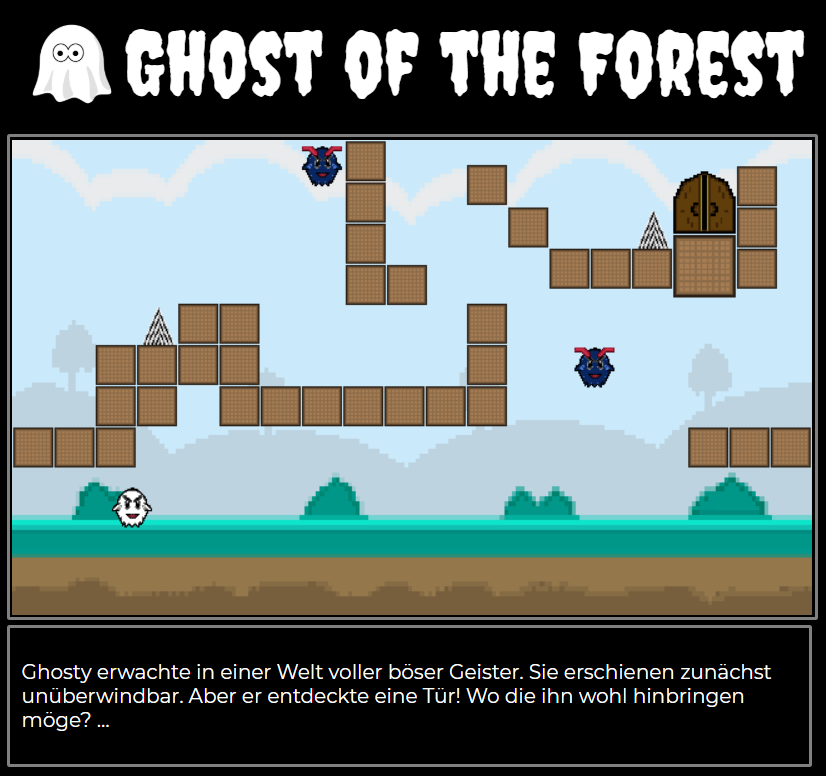 GHOST OF THE FOREST
Ghosty erwachte in einer Welt voller böser Geister. Sie erschienen zunächst
unüberwindbar. Aber er entdeckte eine Tür! Wo die ihn wohl hinbringen
möge? ...